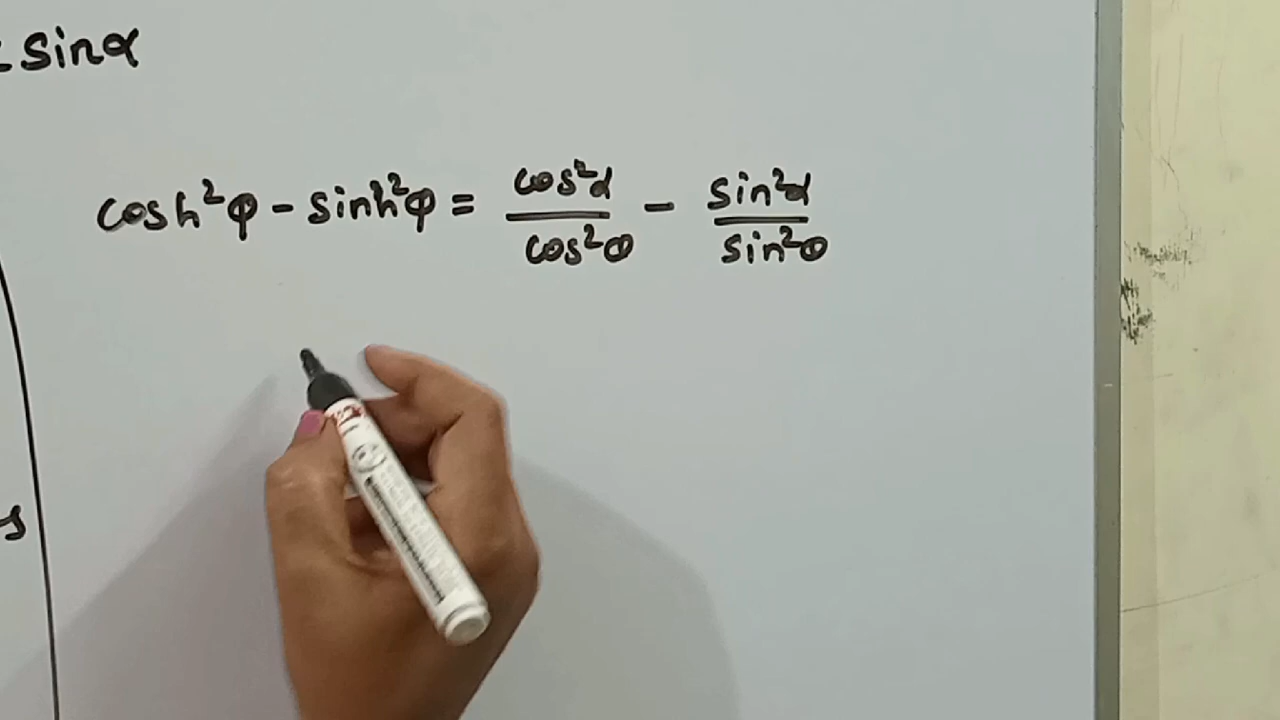 = sinα
cosh²φ - sinh²φ = cos²α/cos²θ - sin²α/sin²θ
s